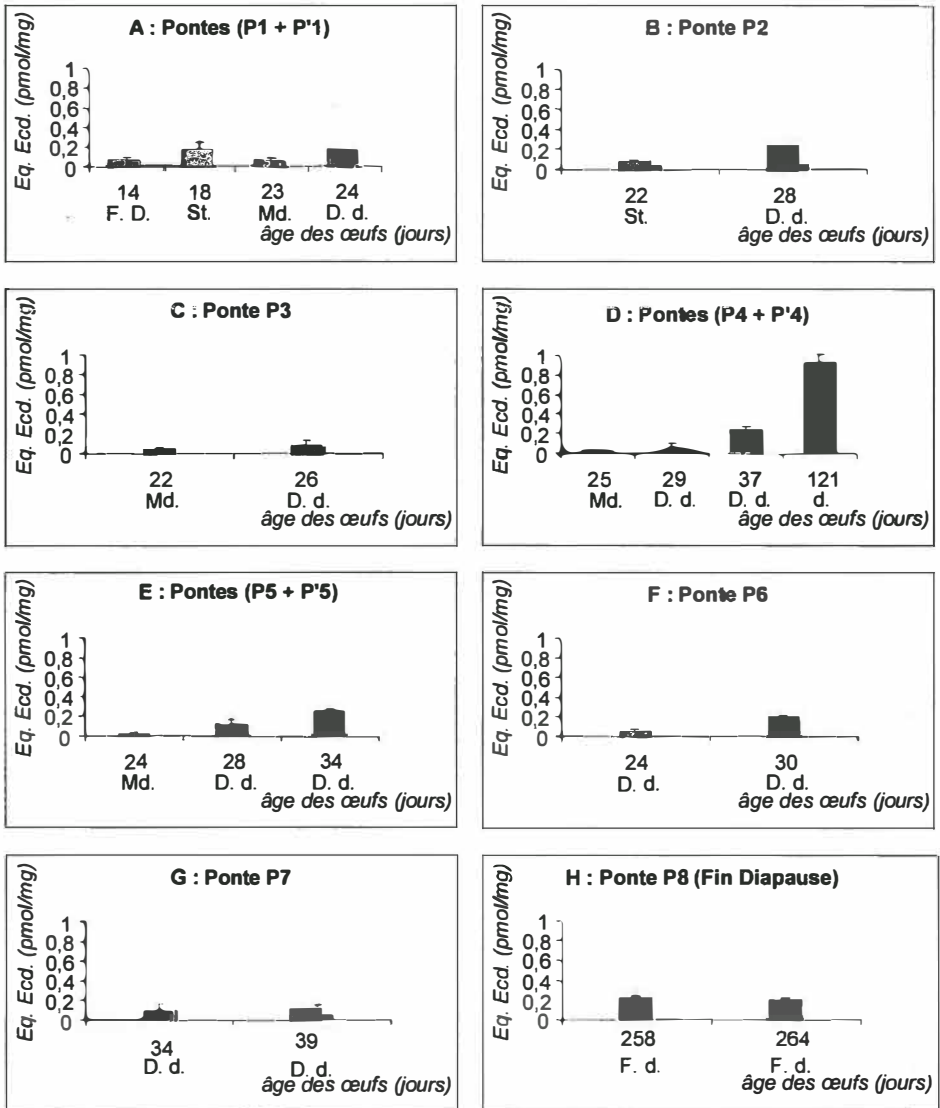 A : Pontes (P1 + P'1)
Eq. Ecd. (pmol/mg)
1
0,8
0,6
0,4
0,2
0
14 18 23 24
F. D. St. Md. D. d.
âge des œufs (jours)
B : Ponte P2
Eq. Ecd. (pmol/mg)
1
0,8
0,6
0,4
0,2
0
22 28
St. D. d.
âge des œufs (jours)
C : Ponte P3
Eq. Ecd. (pmol/mg)
1
0,8
0,6
0,4
0,2
0
22 26
Md. D. d.
âge des œufs (jours)
D : Pontes (P4 + P'4)
Eq. Ecd. (pmol/mg)
1
0,8
0,6
0,4
0,2
0
25 29 37 121
Md. D. d. D. d. d.
âge des œufs (jours)
E : Pontes (P5 + P'5)
Eq. Ecd. (pmol/mg)
1
0,8
0,6
0,4
0,2
0
24 28 34
Md. D. d. D. d.
âge des œufs (jours)
F : Ponte P6
Eq. Ecd. (pmol/mg)
1
0,8
0,6
0,4
0,2
0
24 30
D. d. D. d.
âge des œufs (jours)
G : Ponte P7
Eq. Ecd. (pmol/mg)
1
0,8
0,6
0,4
0,2
0
34 39
D. d. D. d.
âge des œufs (jours)
H : Ponte P8 (Fin Diapause)
Eq. Ecd. (pmol/mg)
1
0,8
0,6
0,4
0,2
0
258 264
F. d. F. d.
âge des œufs (jours)